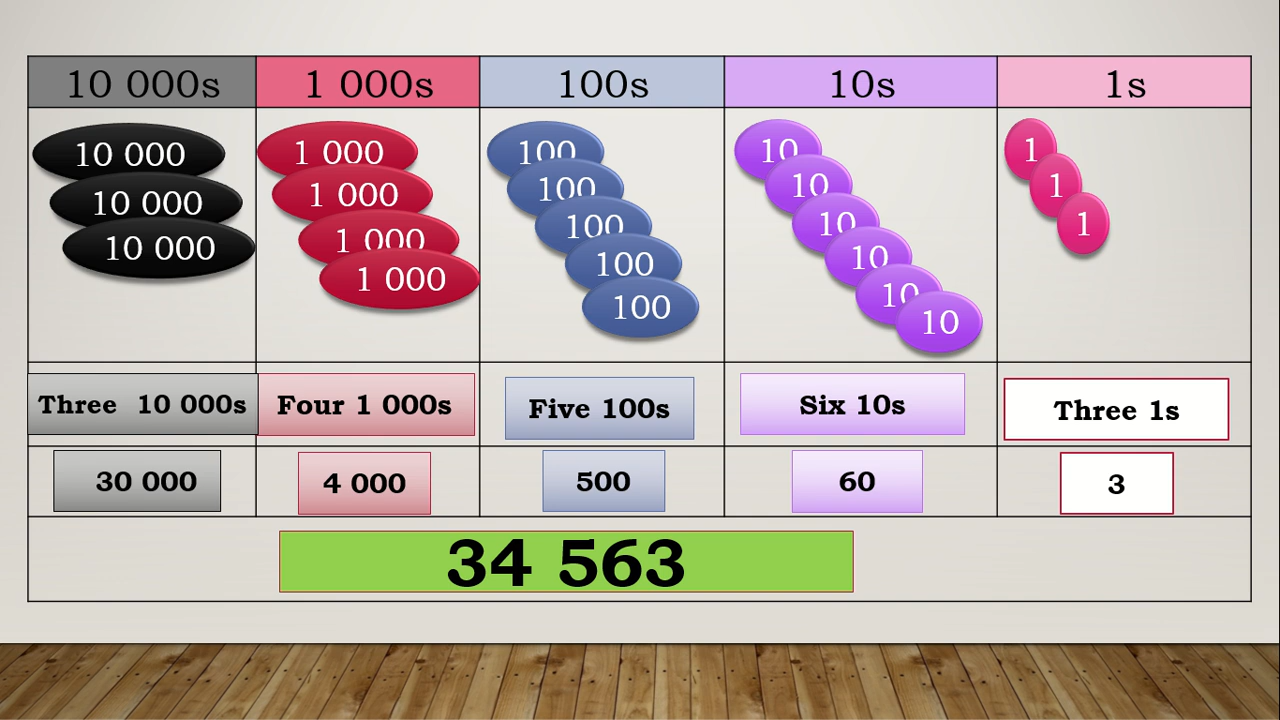 10 000s 1 000s 100s 10s 1s
10 000 1 000 100 10 1
10 000 1 000 100 10 1
10 000 1 000 100 10 1
1 000 100 10
100 10
10
Three 10 000s Four 1 000s Five 100s Six 10s Three 1s
30 000 4 000 500 60 3
34 563